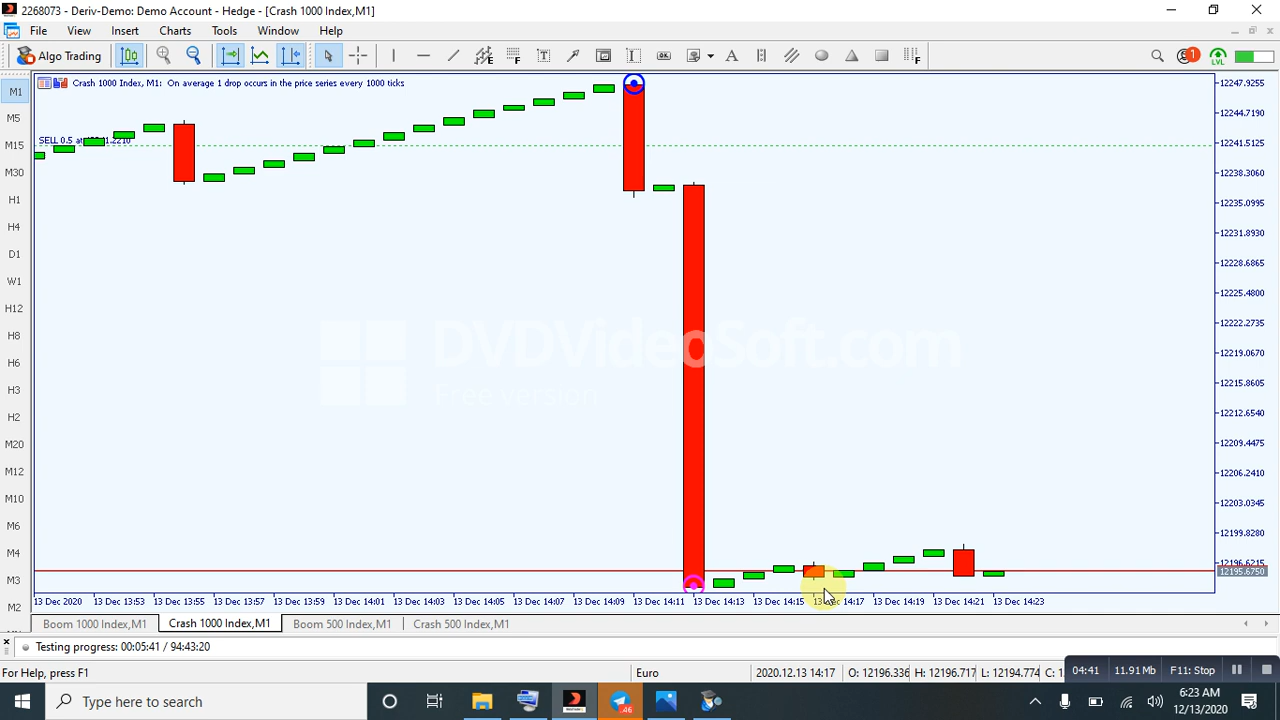 2268073 - Deriv-Demo: Demo Account - Hedge - [Crash 1000 Index,M1]
File View Insert Charts Tools Window Help
Algo Trading
1
LVL
M1
M5
M15
M30
H1
H4
D1
W1
H12
H8
H6
H3
H2
M20
M12
M10
M6
M4
M3
M2
Crash 1000 Index, M1: On average 1 drop occurs in the price series every 1000 ticks
SELL 0.5 at
12247.9255
12244.7190
12241.5125
12238.3060
12235.0995
12231.8930
12228.6865
12225.4800
12222.2735
12219.0670
12215.8605
12212.6540
12209.4475
12206.2410
12203.0345
12199.8280
12196.6215
12195.6750
DVDVideoSoft.com
Free version
13 Dec 2020 13 Dec 13:53 13 Dec 13:55 13 Dec 13:57 13 Dec 13:59 13 Dec 14:01 13 Dec 14:03 13 Dec 14:05 13 Dec 14:07 13 Dec 14:09 13 Dec 14:11 13 Dec 14:13 13 Dec 14:15 13 Dec 14:17 13 Dec 14:19 13 Dec 14:21 13 Dec 14:23
Boom 1000 Index,M1 Crash 1000 Index,M1 Boom 500 Index,M1 Crash 500 Index,M1
Testing progress: 00:05:41 / 94:43:20
For Help, press F1 Euro 2020.12.13 14:17 O: 12196.336 H: 12196.717 L: 12194.774 C: 1
04:41 11.91 Mb F11: Stop
Type here to search
6:23 AM
12/13/2020